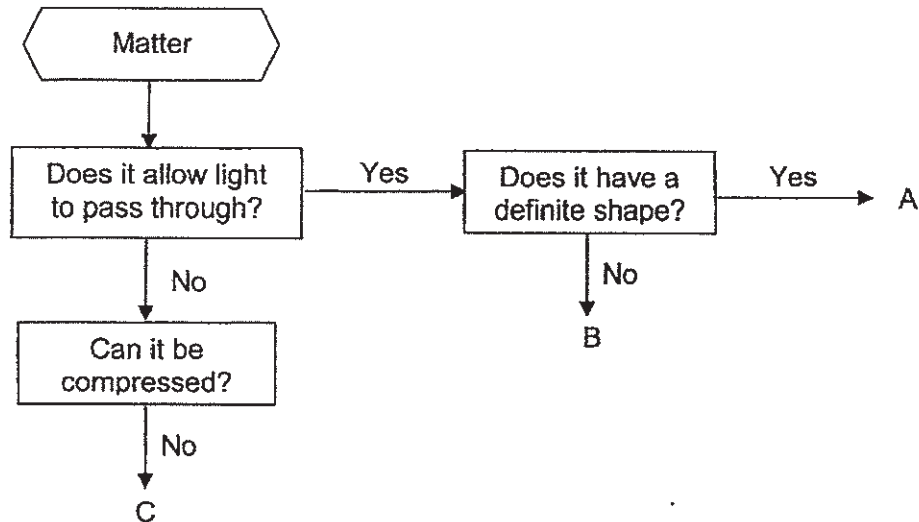 Matter
Does it allow light
to pass through?
Yes
Does it have a
definite shape?
Yes
A
No
No
B
Can it be
compressed?
No
C